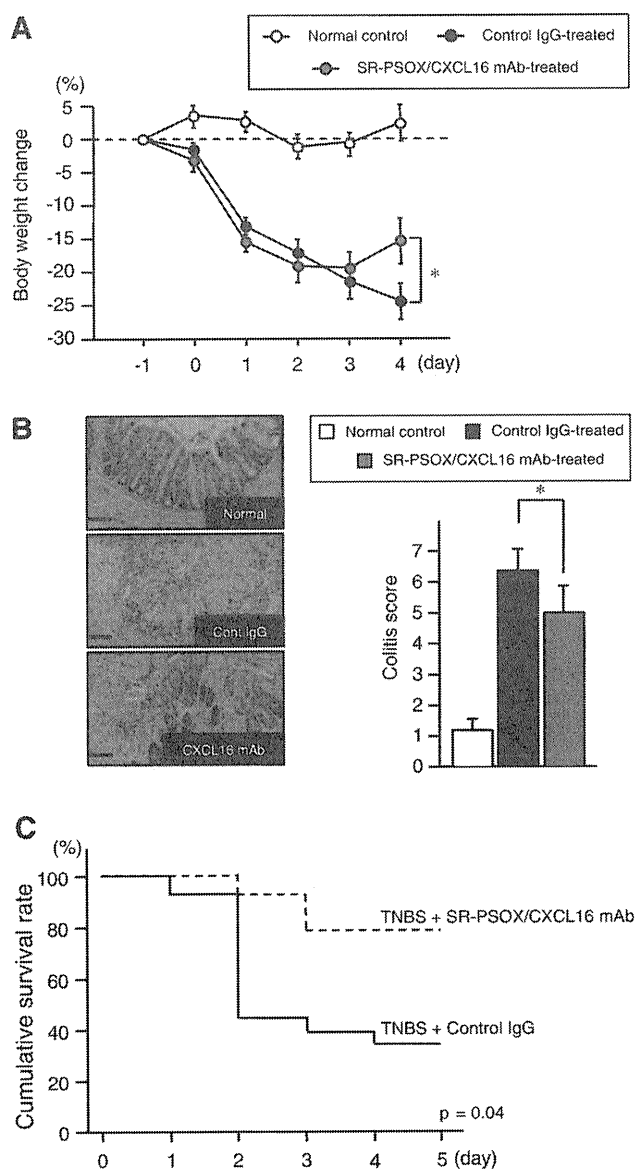 A
Normal control
Control IgG-treated
SR-PSOX/CXCL16 mAb-treated
(%)
5
0
-5
-10
-15
-20
-25
-30
Body weight change
*
-1 0 1 2 3 4 (day)
B
Normal
Cont IgG
CXCL16 mAb
Normal control
Control IgG-treated
SR-PSOX/CXCL16 mAb-treated
*
7
6
5
4
3
2
1
0
Colitis score
C
(%)
100
80
60
40
20
0
Cumulative survival rate
TNBS + SR-PSOX/CXCL16 mAb
TNBS + Control IgG
p = 0.04
0 1 2 3 4 5 (day)